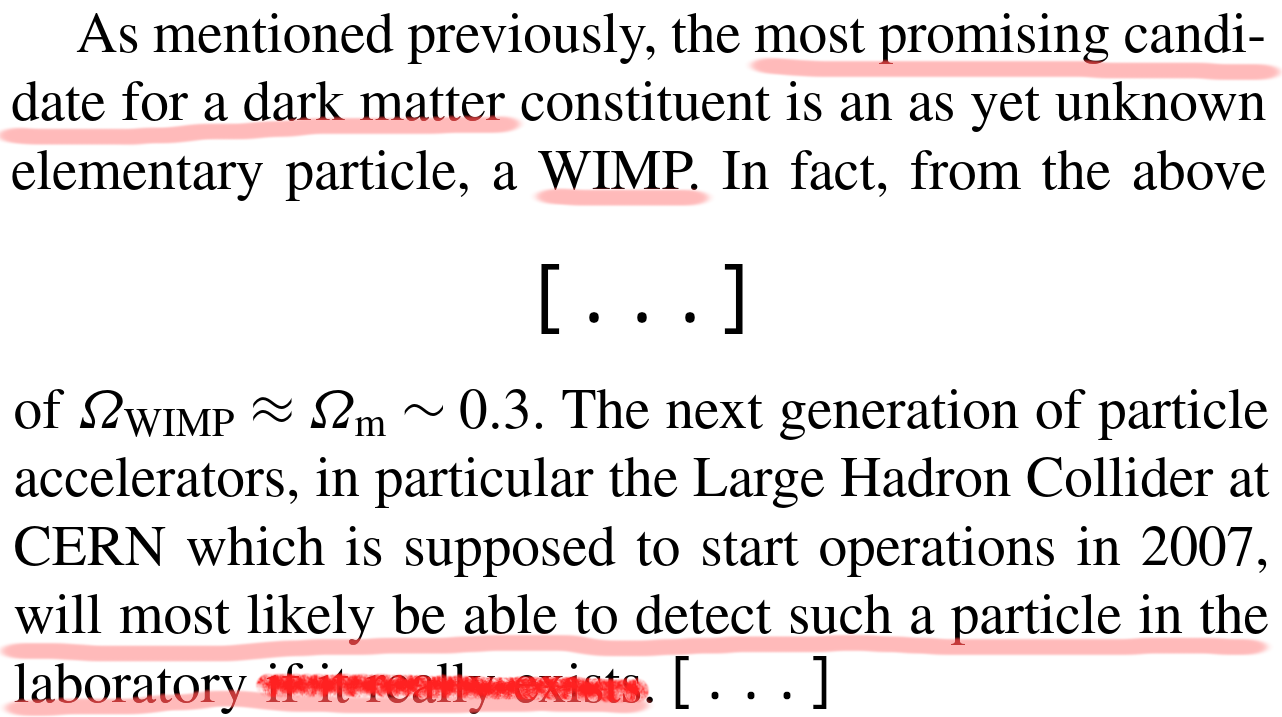 As mentioned previously, the most promising candi-
date for a dark matter constituent is an as yet unknown
elementary particle, a WIMP. In fact, from the above
[...]
of Ω_WIMP ≈ Ω_m ∼ 0.3. The next generation of particle
accelerators, in particular the Large Hadron Collider at
CERN which is supposed to start operations in 2007,
will most likely be able to detect such a particle in the
laboratory if it really exists. [...]